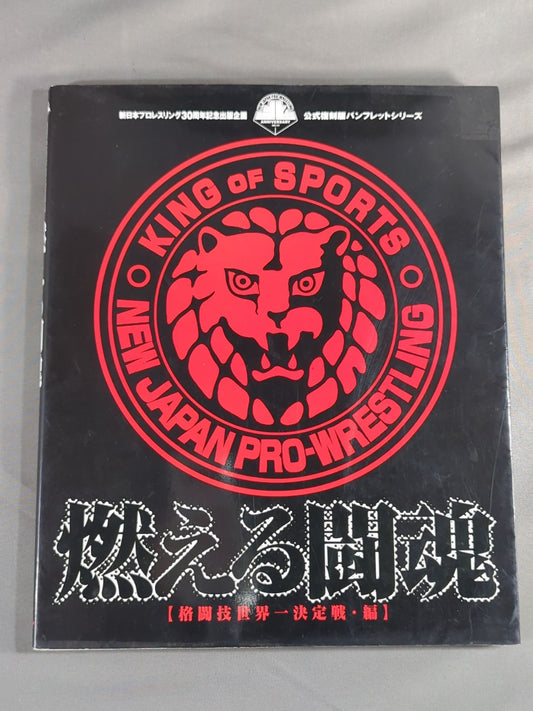 新日本プロレスリング30周年記念出版企画
ANNIVERSARY
公式復刻版パンフレットシリーズ
KING OF SPORTS
NEW JAPAN PRO-WRESTLING
燃える闘魂
【格闘技世界一決定戦・編】